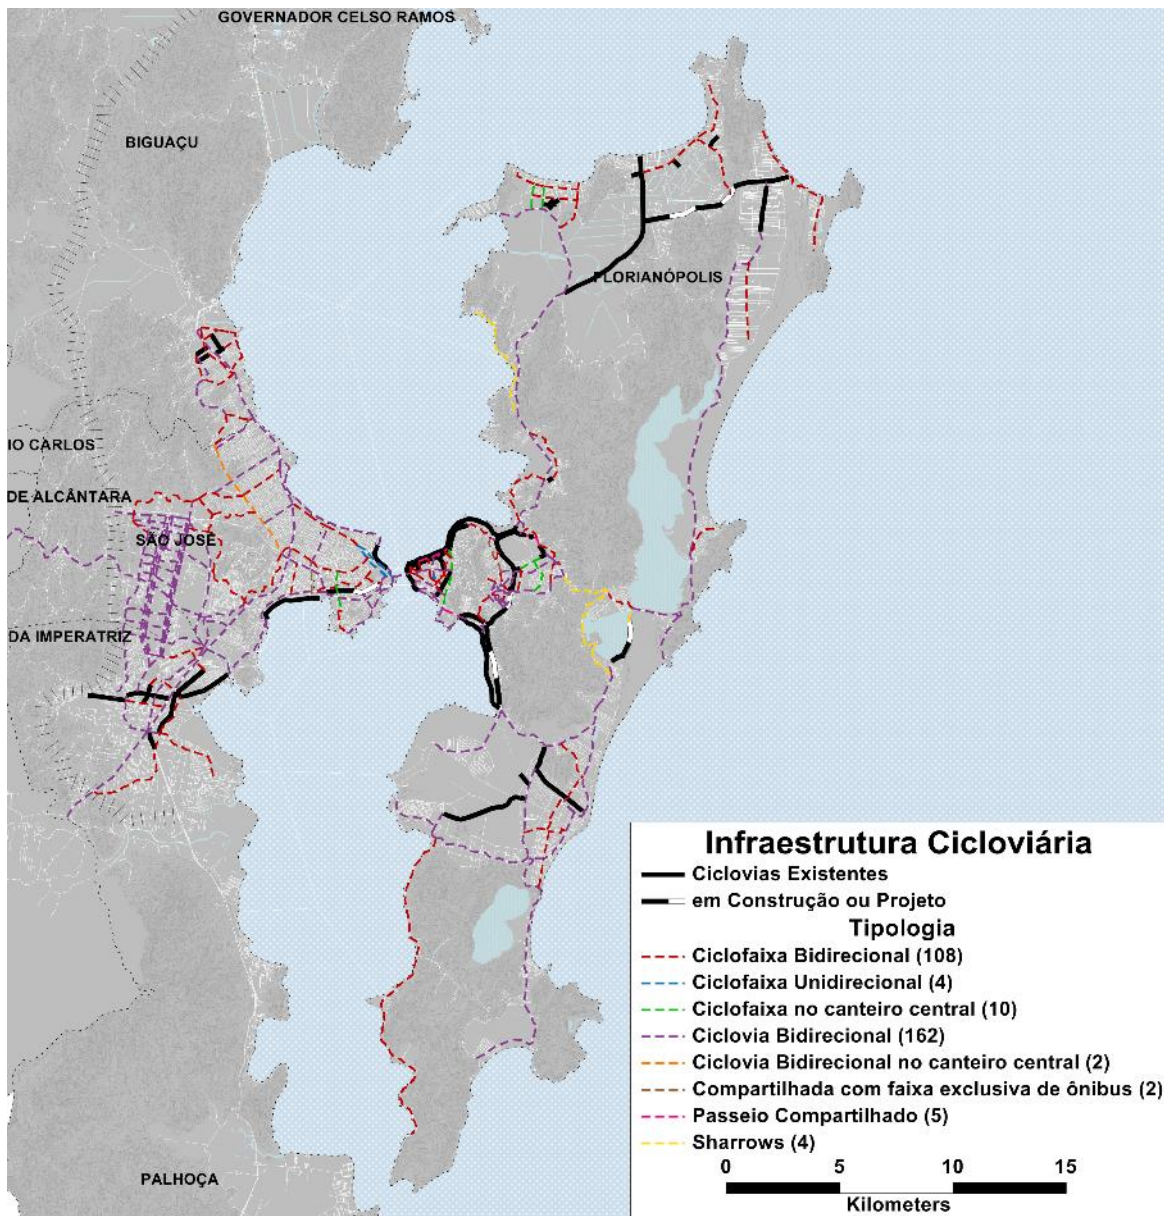 GOVERNADOR CELSO RAMOS
BIGUAÇU
FLORIANÓPOLIS
IO CARLOS
DE ALCÂNTARA
SÃO JOSÉ
DA IMPERATRIZ
PALHOÇA
Infraestrutura Cicloviária
Ciclovias Existentes
em Construção ou Projeto
Tipologia
Ciclofaixa Bidirecional (108)
Ciclofaixa Unidirecional (4)
Ciclofaixa no canteiro central (10)
Ciclovia Bidirecional (162)
Ciclovia Bidirecional no canteiro central (2)
Compartilhada com faixa exclusiva de ônibus (2)
Passeio Compartilhado (5)
Sharrows (4)
0 5 10 15
Kilometers